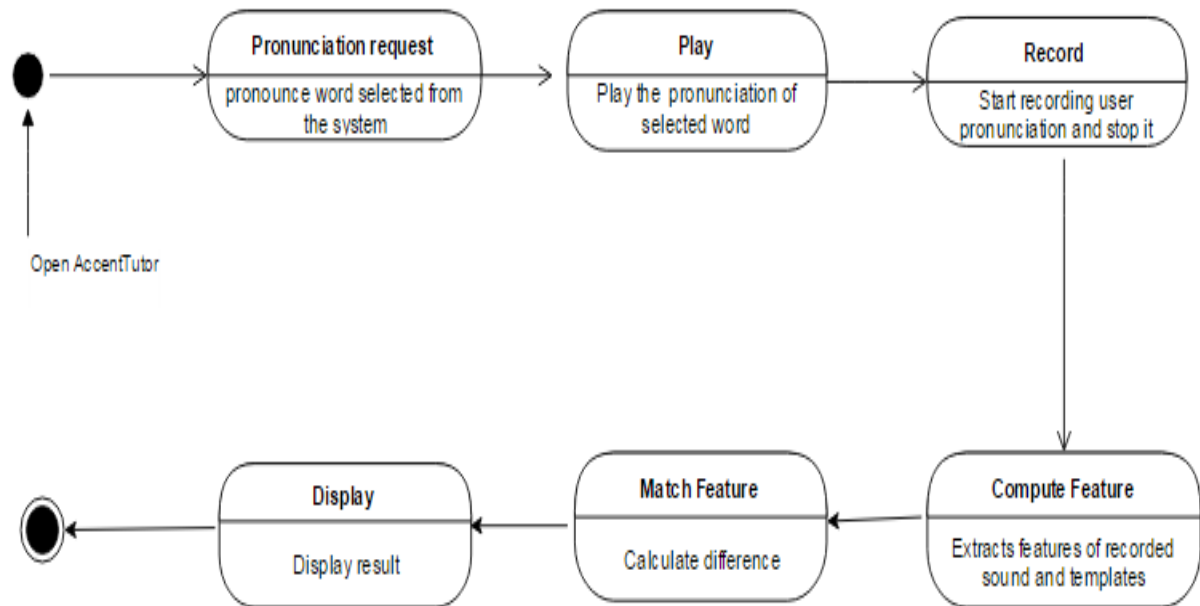 Pronunciation request
pronounce word selected from
the system
Play
Play the pronunciation of
selected word
Record
Start recording user
pronunciation and stop it
Open AccentTutor
Display
Display result
Match Feature
Calculate difference
Compute Feature
Extracts features of recorded
sound and templates